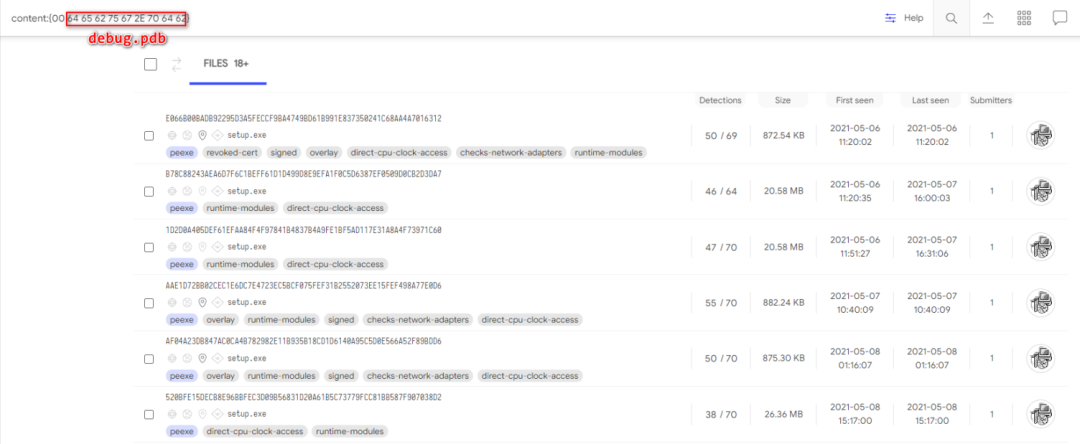 content:{00 64 65 62 75 67 2E 70 64 62}
Help
debug.pdb
FILES 18+
Detections Size First seen Last seen Submitters
E066B00BADB92295D3A5FECCF9BA4749BD61B991E837350241C68AA4A7016312
setup.exe
50 / 69 872.54 KB 2021-05-06 11:20:02 2021-05-06 11:20:02 1
peexe revoked-cert signed overlay direct-cpu-clock-access checks-network-adapters runtime-modules
B78C88243AEA6D7F6C1BEFF61D1D499D8E9EFA1F0C5D6387EF0509D0CB2D3DA7
setup.exe
46 / 64 20.58 MB 2021-05-06 11:20:35 2021-05-07 16:00:03 1
peexe runtime-modules direct-cpu-clock-access
1D2D0A405DEF61EFAA84F4F97841B4837B4A9FE1BF5AD117E31A8A4F73971C60
setup.exe
47 / 70 20.58 MB 2021-05-06 11:51:27 2021-05-07 16:31:06 1
peexe runtime-modules direct-cpu-clock-access
AAE1D72BB02CEC1E6DC7E4723EC5BCF075FEF31B2552073EE15FEF498A77E0D6
setup.exe
55 / 70 882.24 KB 2021-05-07 10:40:09 2021-05-07 10:40:09 1
peexe overlay runtime-modules signed checks-network-adapters direct-cpu-clock-access
AF04A23DB847AC0CA4B782982E11B935B18CD1D6140A95C5D0E566A52F89BDD6
setup.exe
50 / 70 875.30 KB 2021-05-08 01:16:07 2021-05-08 01:16:07 1
peexe overlay runtime-modules signed checks-network-adapters direct-cpu-clock-access
520BFE15DECB8E96BBFEC3D09B56831D20A61B5C73779FCC81BB587F907038D2
setup.exe
38 / 70 26.36 MB 2021-05-08 15:17:00 2021-05-08 15:17:00 1
peexe direct-cpu-clock-access runtime-modules